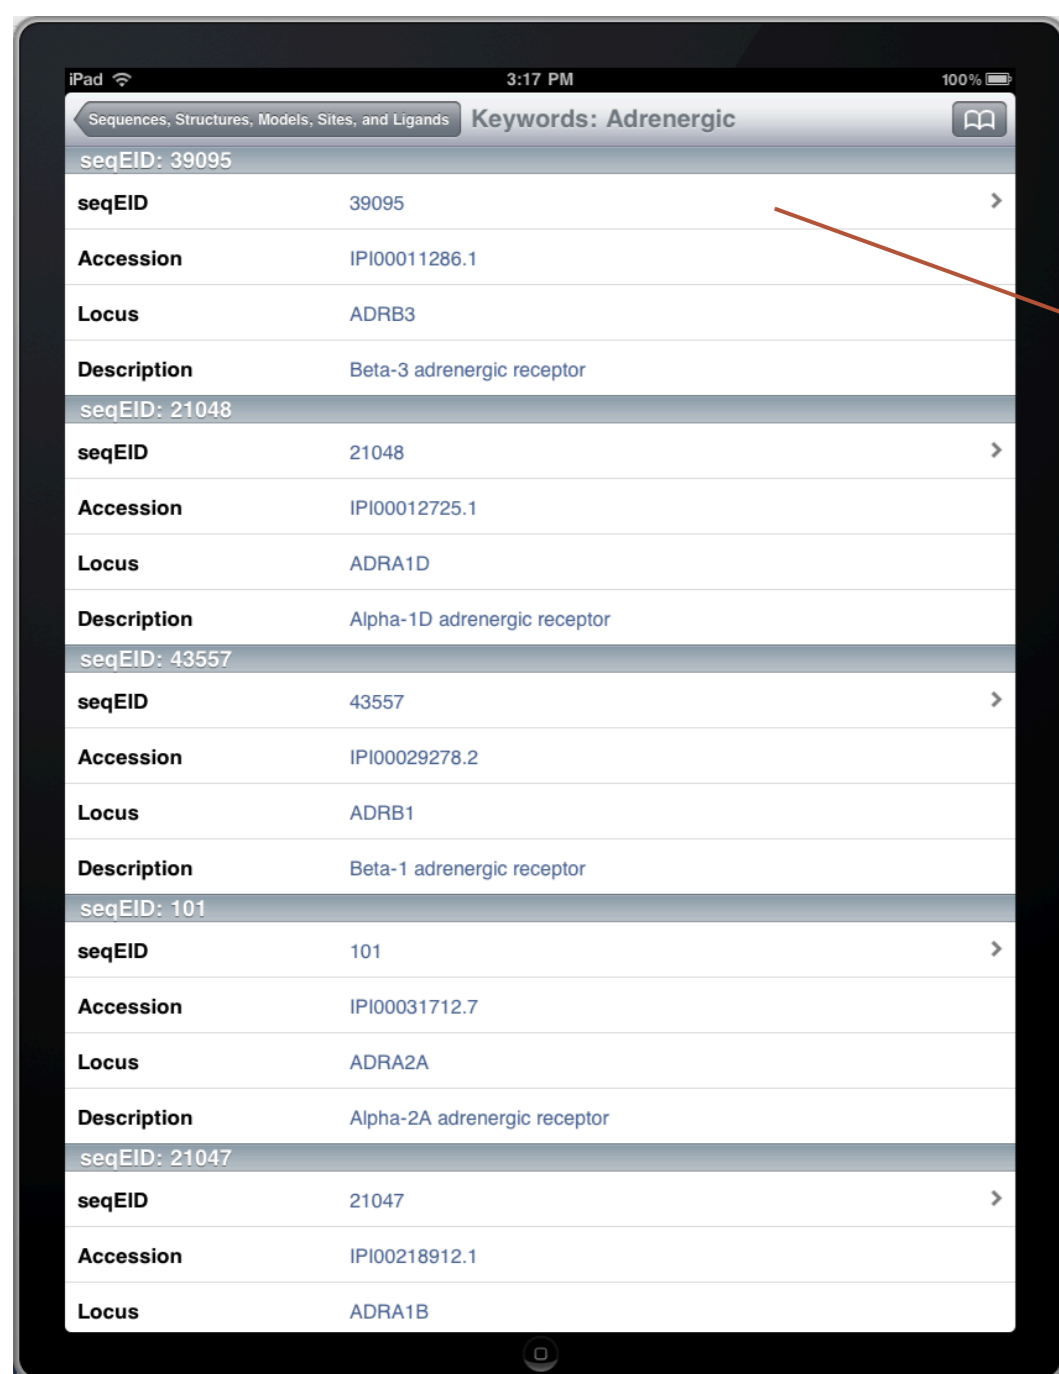 iPad 3:17 PM 100%
Sequences, Structures, Models, Sites, and Ligands Keywords: Adrenergic
seqEID: 39095
seqEID 39095
Accession IPI00011286.1
Locus ADRB3
Description Beta-3 adrenergic receptor
seqEID: 21048
seqEID 21048
Accession IPI00012725.1
Locus ADRA1D
Description Alpha-1D adrenergic receptor
seqEID: 43557
seqEID 43557
Accession IPI00029278.2
Locus ADRB1
Description Beta-1 adrenergic receptor
seqEID: 101
seqEID 101
Accession IPI00031712.7
Locus ADRA2A
Description Alpha-2A adrenergic receptor
seqEID: 21047
seqEID 21047
Accession IPI00218912.1
Locus ADRA1B